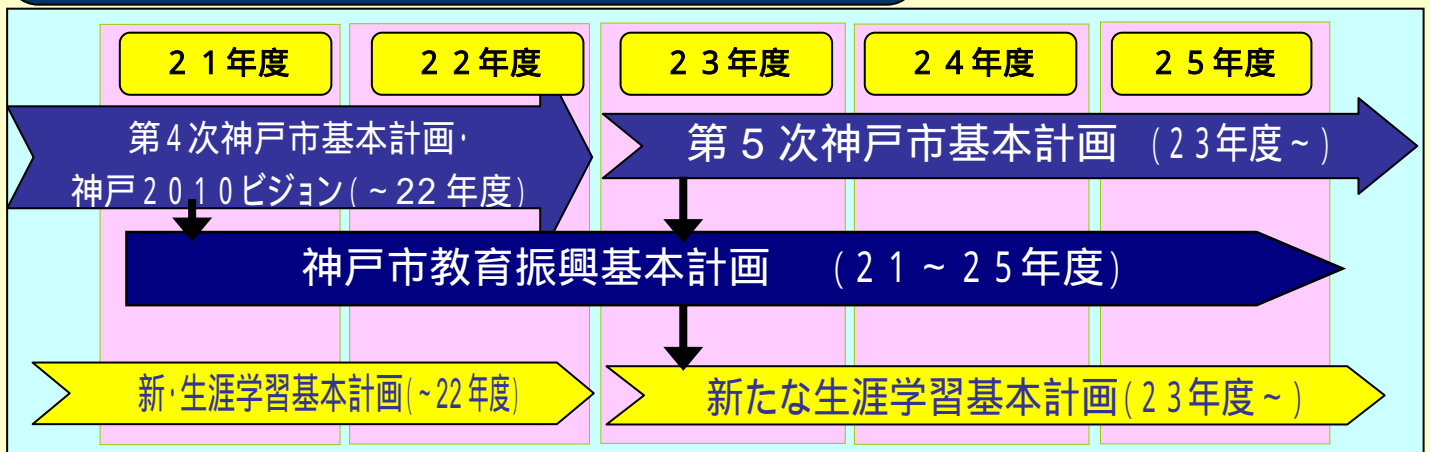 21年度
22年度
23年度
24年度
25年度
第4次神戸市基本計画・
神戸2010ビジョン(~22年度)
第5次神戸市基本計画 (23年度~)
神戸市教育振興基本計画 (21~25年度)
新・生涯学習基本計画(~22年度)
新たな生涯学習基本計画(23年度~)